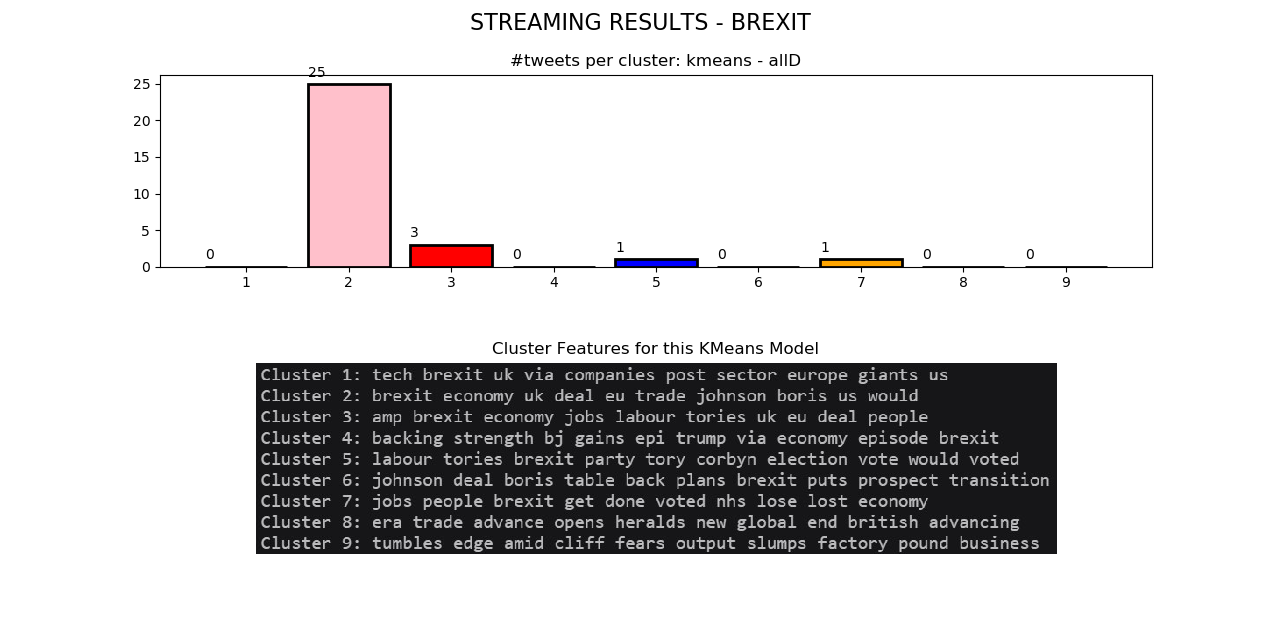 STREAMING RESULTS - BREXIT
#tweets per cluster: kmeans - allD
25
20
15
10
5
0
0
25
3
0
1
0
1
0
0
1 2 3 4 5 6 7 8 9
Cluster Features for this KMeans Model
Cluster 1: tech brexit uk via companies post sector europe giants us
Cluster 2: brexit economy uk deal eu trade johnson boris us would
Cluster 3: amp brexit economy jobs labour tories uk eu deal people
Cluster 4: backing strength bj gains epi trump via economy episode brexit
Cluster 5: labour tories brexit party tory corbyn election vote would voted
Cluster 6: johnson deal boris table back plans brexit puts prospect transition
Cluster 7: jobs people brexit get done voted nhs lose lost economy
Cluster 8: era trade advance opens heralds new global end british advancing
Cluster 9: tumbles edge amid cliff fears output slumps factory pound business